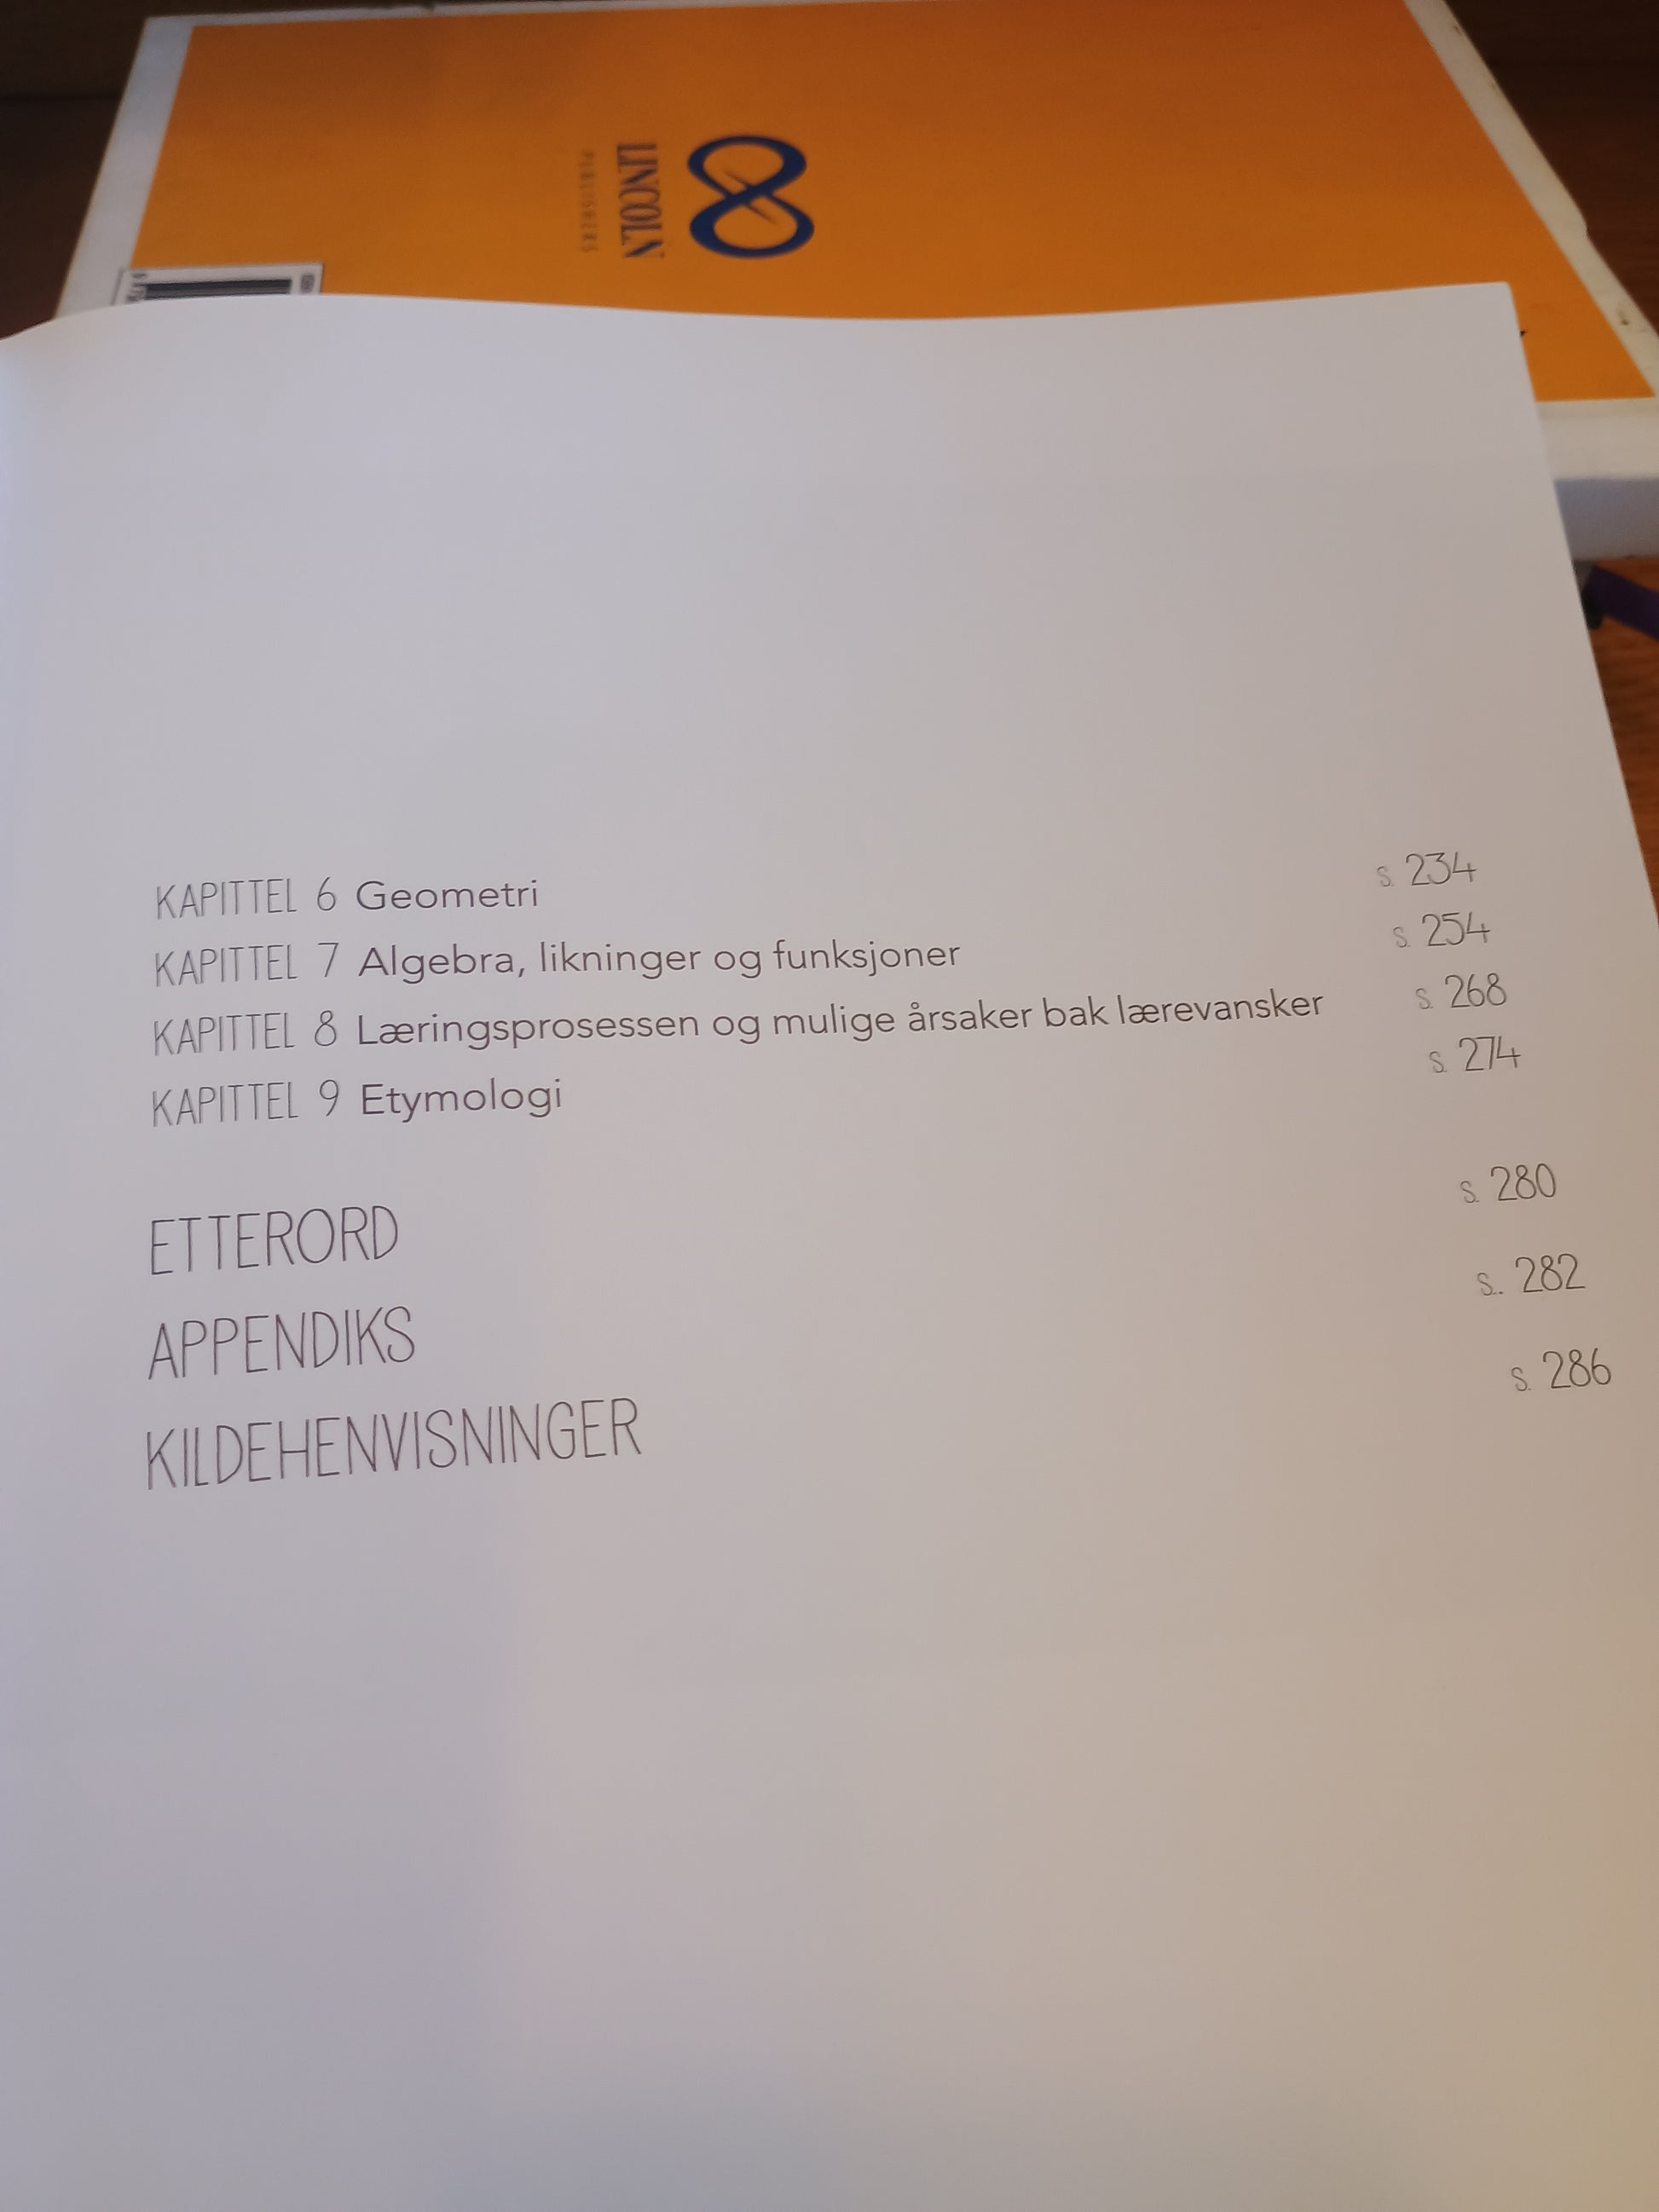 LINCOLN
PUBLISHERS
KAPITTEL 6 Geometri s. 234
KAPITTEL 7 Algebra, likninger og funksjoner s. 254
KAPITTEL 8 Læringsprosessen og mulige årsaker bak lærevansker s. 268
KAPITTEL 9 Etymologi s. 274
ETTERORD s. 280
APPENDIKS s.. 282
KILDEHENVISNINGER s. 286